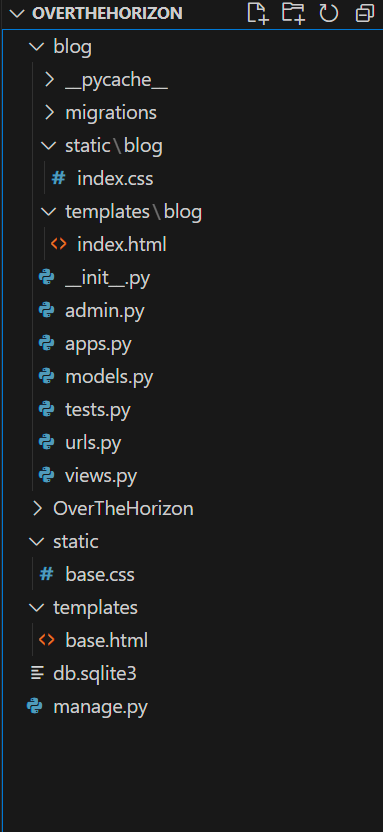 OVERTHEHORIZON
blog
__pycache__
migrations
static\blog
# index.css
templates\blog
<> index.html
__init__.py
admin.py
apps.py
models.py
tests.py
urls.py
views.py
OverTheHorizon
static
# base.css
templates
<> base.html
db.sqlite3
manage.py